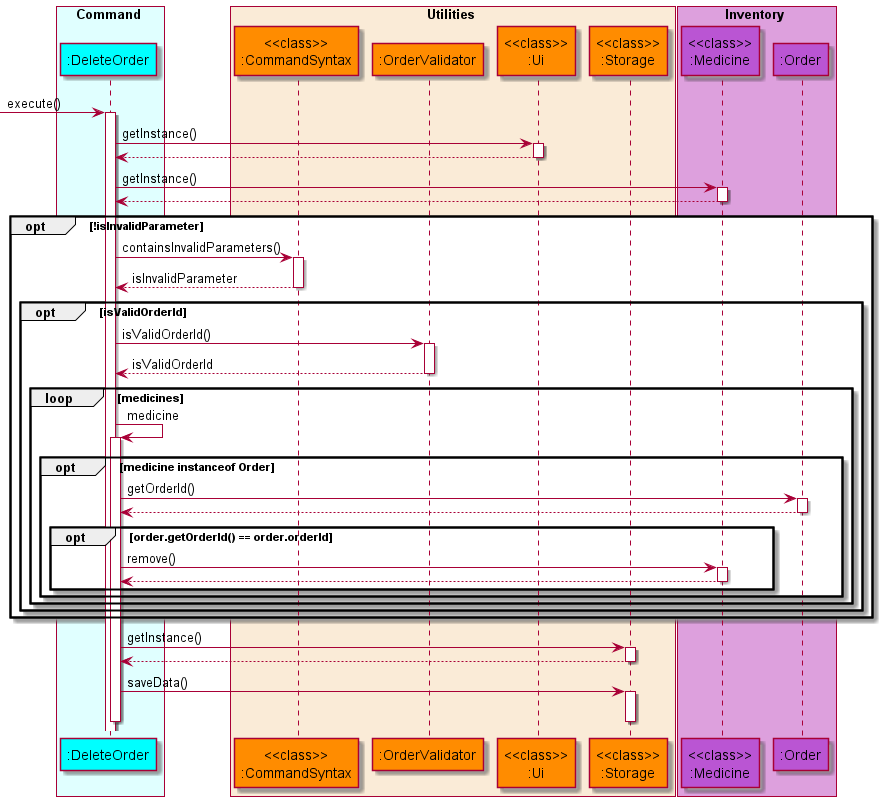 Command
Utilities
Inventory
:DeleteOrder
<<class>>
:CommandSyntax
:OrderValidator
<<class>>
:Ui
<<class>>
:Storage
<<class>>
:Medicine
:Order
execute()
getInstance()
getInstance()
opt [!isInvalidParameter]
containsInvalidParameters()
isInvalidParameter
opt [isValidOrderId]
isValidOrderId()
isValidOrderId
loop [medicines]
medicine
opt [medicine instanceof Order]
getOrderId()
opt [order.getOrderId() == order.orderId]
remove()
getInstance()
saveData()
:DeleteOrder
<<class>>
:CommandSyntax
:OrderValidator
<<class>>
:Ui
<<class>>
:Storage
<<class>>
:Medicine
:Order